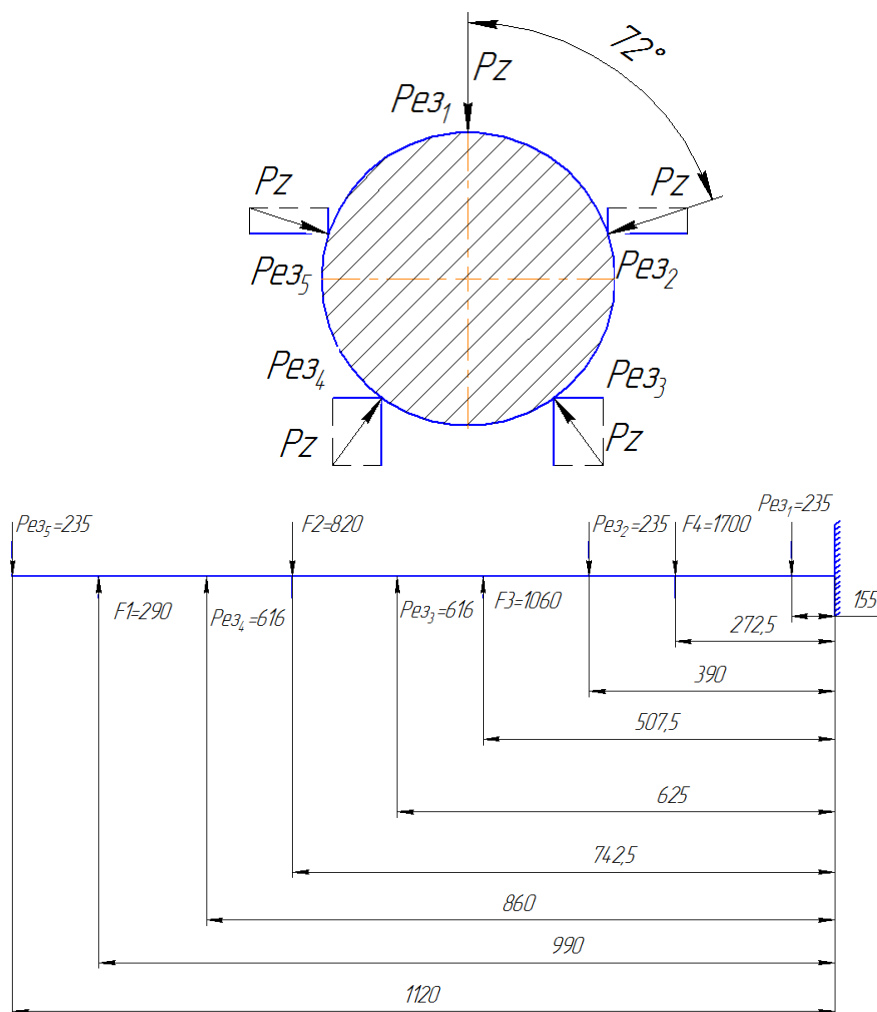 72°
Pz
Рез₁
Pz
Pz
Рез₅
Рез₂
Рез₄
Рез₃
Pz
Pz
Рез₅=235
F2=820
Рез₂=235
F4=1700
Рез₁=235
F1=290
Рез₄=616
Рез₃=616
F3=1060
155
272,5
390
507,5
625
742,5
860
990
1120